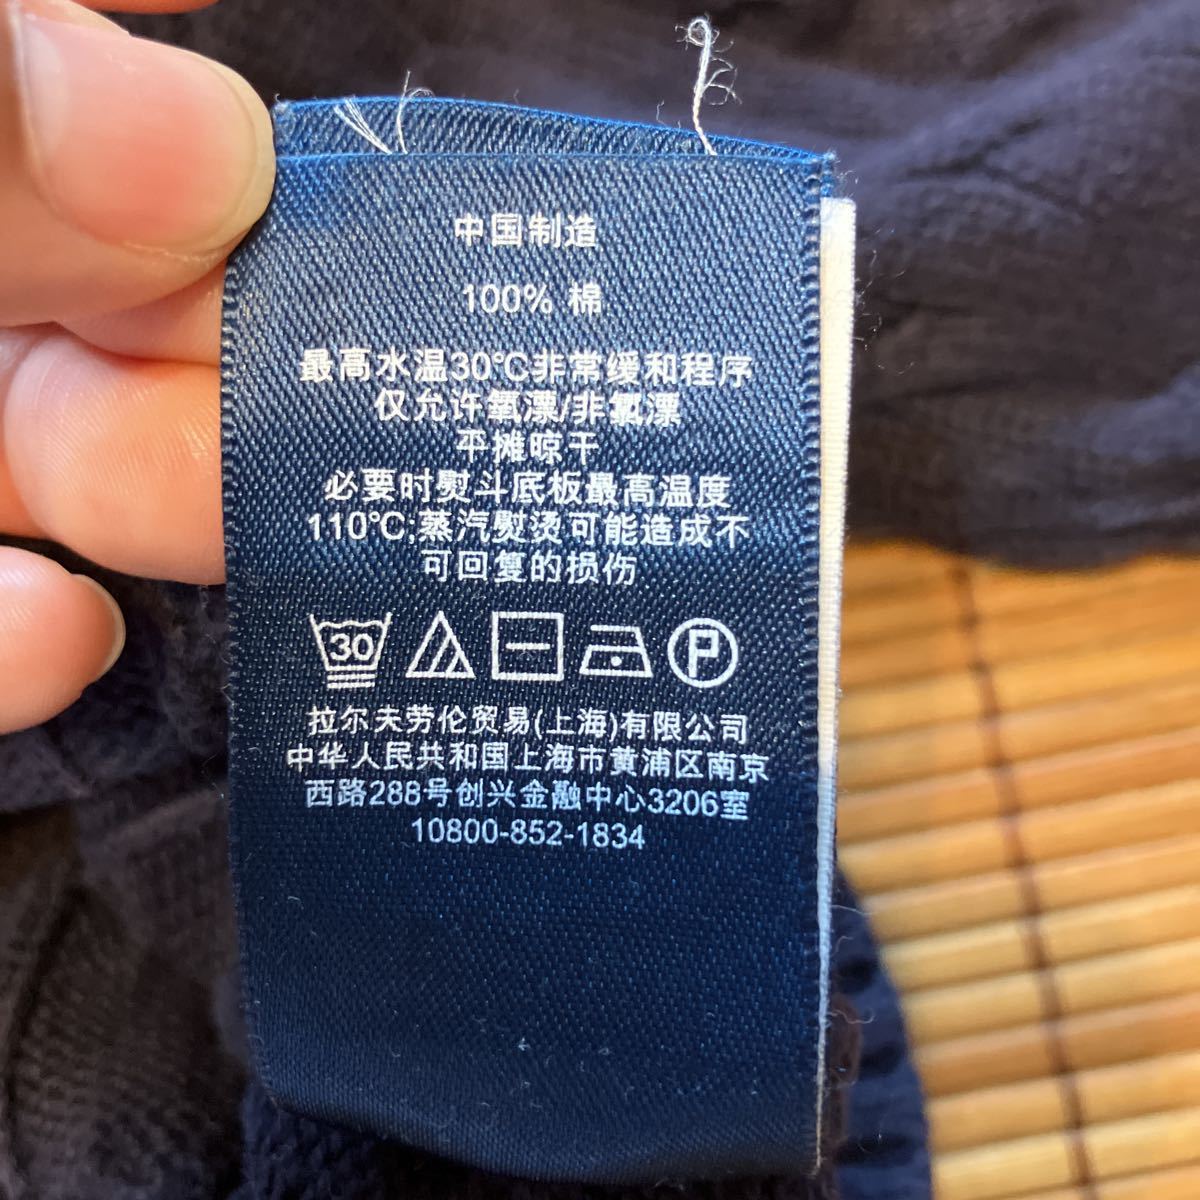 中国制造
100% 棉
最高水温30℃非常缓和程序
仅允许氧漂/非氯漂
平摊晾干
必要时熨斗底板最高温度
110℃;蒸汽熨烫可能造成不
可回复的损伤
30 P
拉尔夫劳伦贸易(上海)有限公司
中华人民共和国上海市黄浦区南京
西路288号创兴金融中心3206室
10800-852-1834